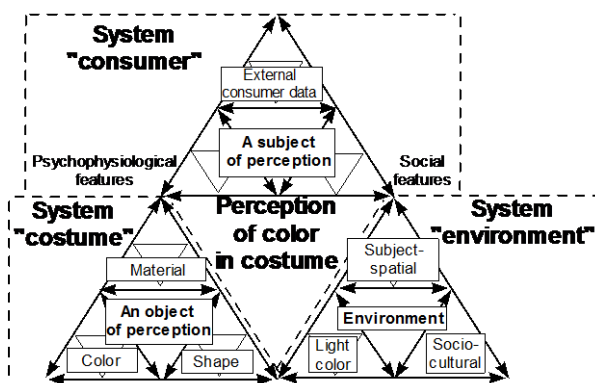 System
"consumer"
External
consumer data
A subject
of perception
Psychophysiological
features
Social
features
System
"costume"
Perception
of color
in costume
System
"environment"
Material
Subject-
spatial
An object
of perception
Environment
Color
Shape
Light
color
Socio-
cultural